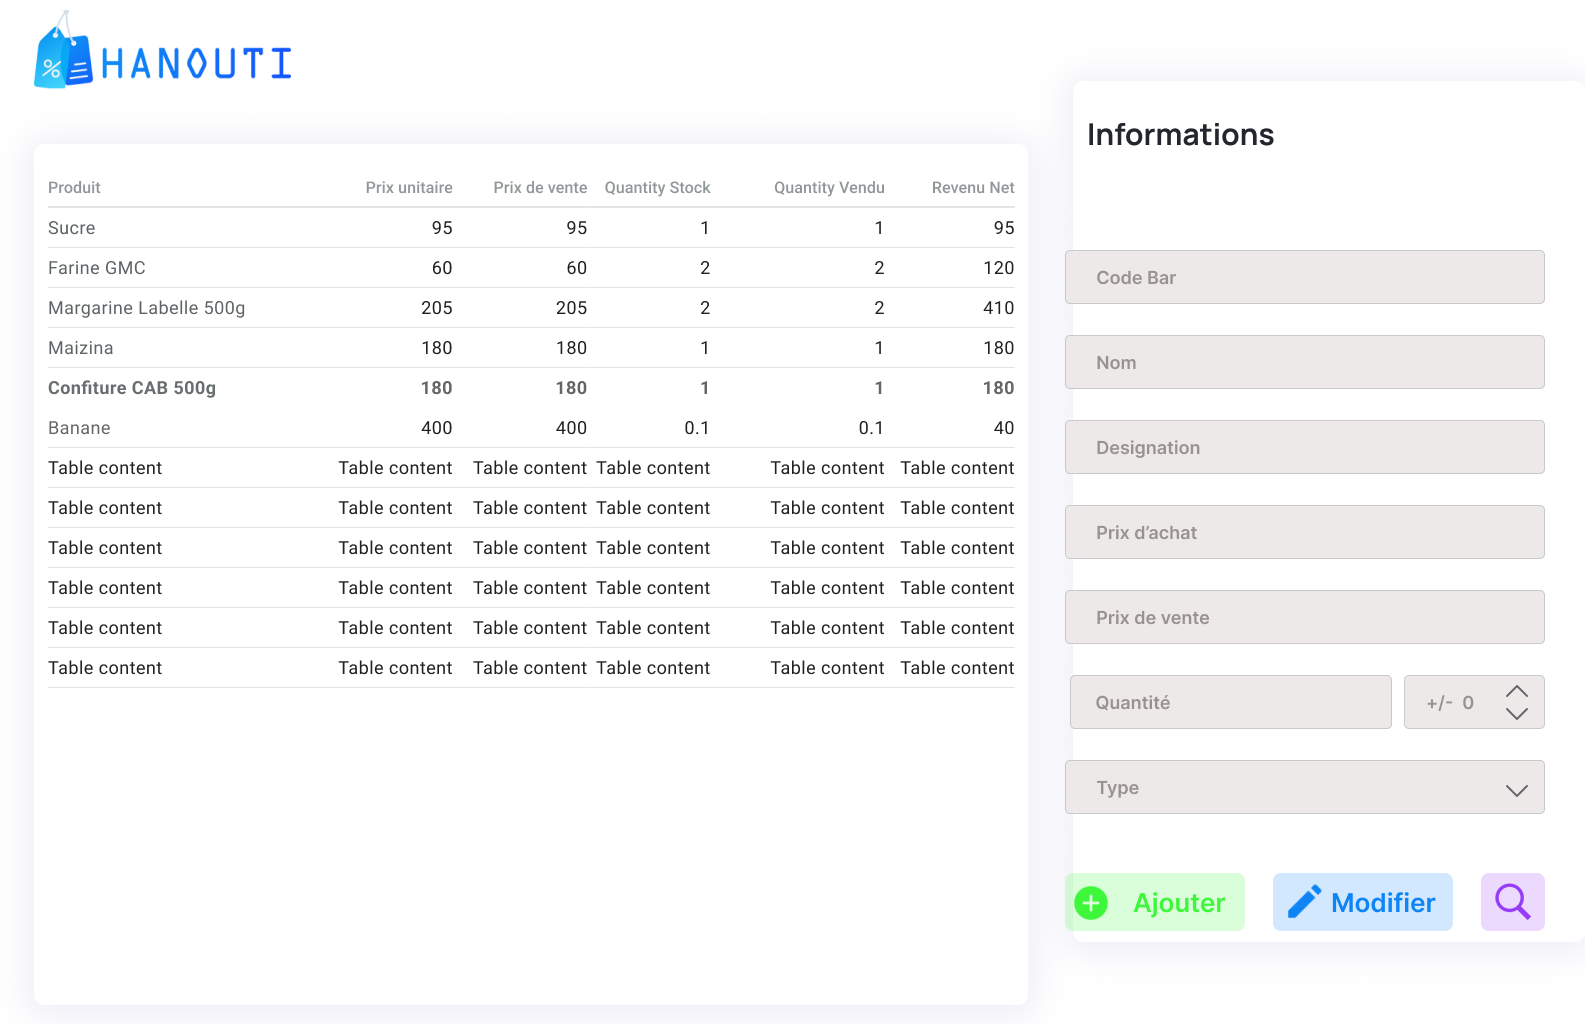 %
HANOUTI
Produit Prix unitaire Prix de vente Quantity Stock Quantity Vendu Revenu Net
Sucre 95 95 1 1 95
Farine GMC 60 60 2 2 120
Margarine Labelle 500g 205 205 2 2 410
Maizina 180 180 1 1 180
Confiture CAB 500g 180 180 1 1 180
Banane 400 400 0.1 0.1 40
Table content Table content Table content Table content Table content Table content
Table content Table content Table content Table content Table content Table content
Table content Table content Table content Table content Table content Table content
Table content Table content Table content Table content Table content Table content
Table content Table content Table content Table content Table content Table content
Table content Table content Table content Table content Table content Table content
Informations
Code Bar
Nom
Designation
Prix d’achat
Prix de vente
Quantité +/- 0
Type
Ajouter Modifier